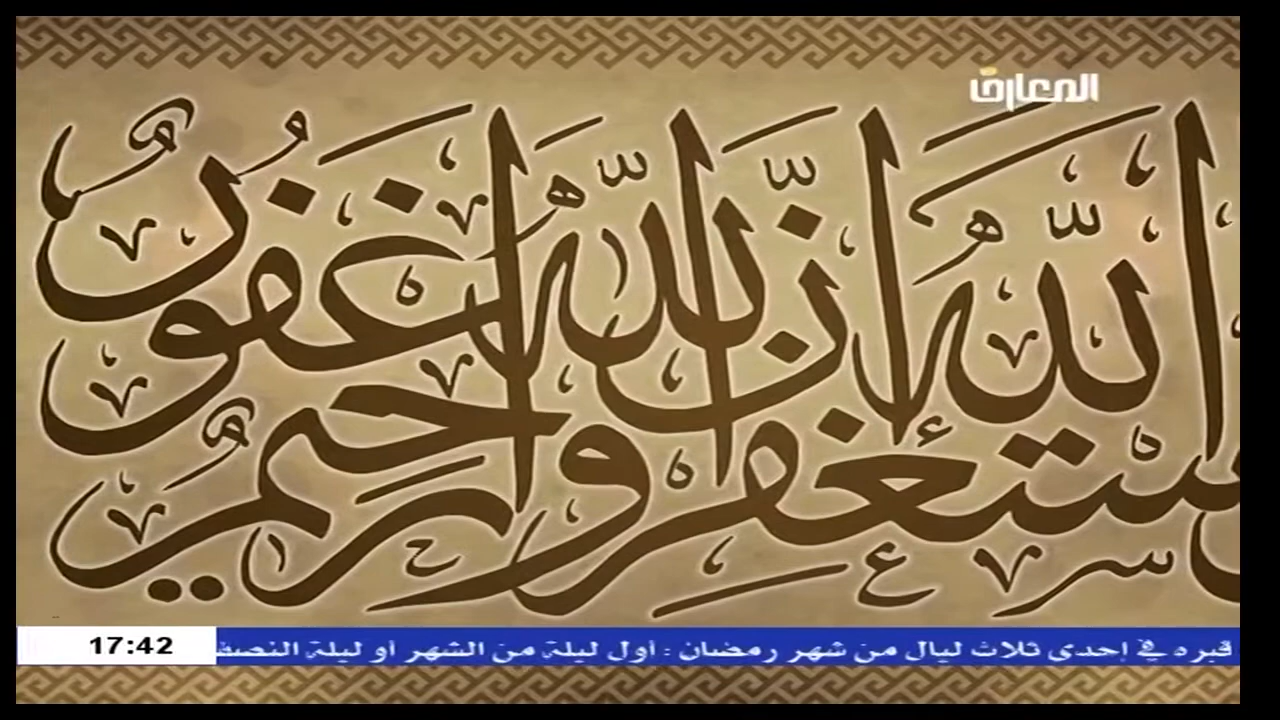 المعارف
واستغفروا الله إن الله غفور رحيم
17:42
قبره في إحدى ثلاث ليال من شهر رمضان : أول ليلة من الشهر أو ليلة النصف